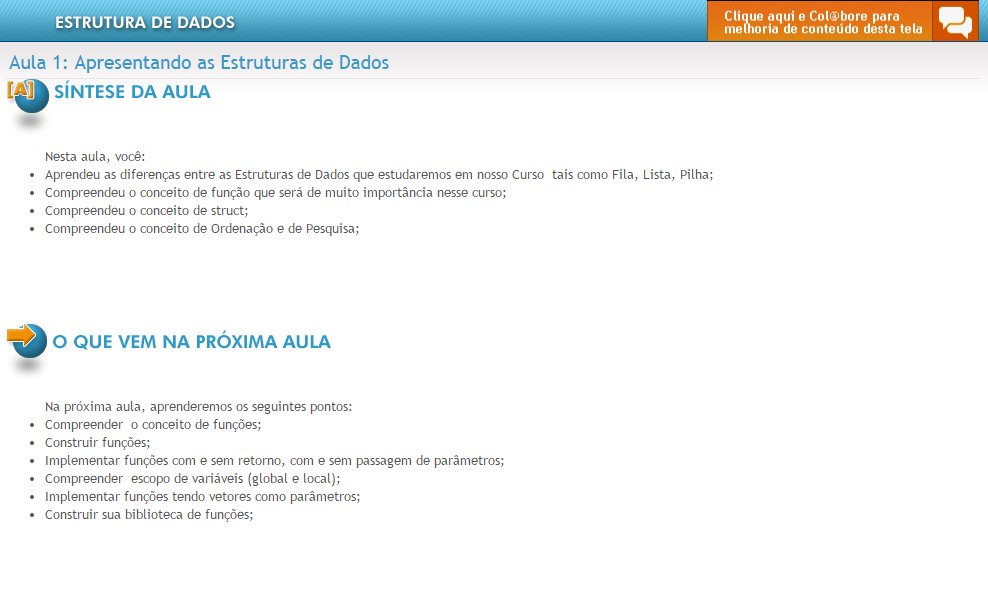 ESTRUTURA DE DADOS
Clique aqui e Col@bore para
melhoria de conteúdo desta tela
Aula 1: Apresentando as Estruturas de Dados
[A]
SÍNTESE DA AULA
Nesta aula, você:
• Aprendeu as diferenças entre as Estruturas de Dados que estudaremos em nosso Curso  tais como Fila, Lista, Pilha;
• Compreendeu o conceito de função que será de muito importância nesse curso;
• Compreendeu o conceito de struct;
• Compreendeu o conceito de Ordenação e de Pesquisa;
O QUE VEM NA PRÓXIMA AULA
Na próxima aula, aprenderemos os seguintes pontos:
• Compreender  o conceito de funções;
• Construir funções;
• Implementar funções com e sem retorno, com e sem passagem de parâmetros;
• Compreender  escopo de variáveis (global e local);
• Implementar funções tendo vetores como parâmetros;
• Construir sua biblioteca de funções;